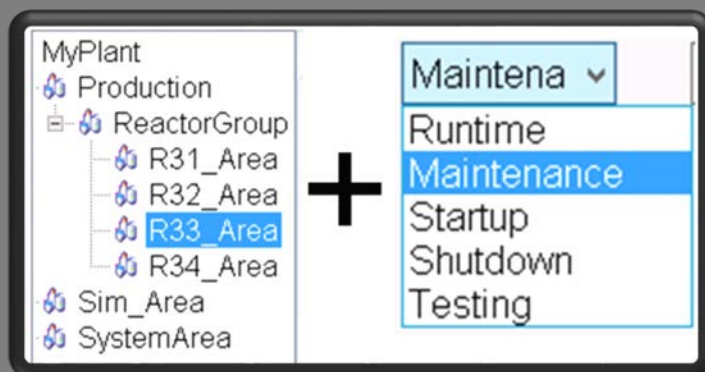 MyPlant
Production
ReactorGroup
R31_Area
R32_Area
R33_Area
R34_Area
Sim_Area
SystemArea
+
Maintena
Runtime
Maintenance
Startup
Shutdown
Testing